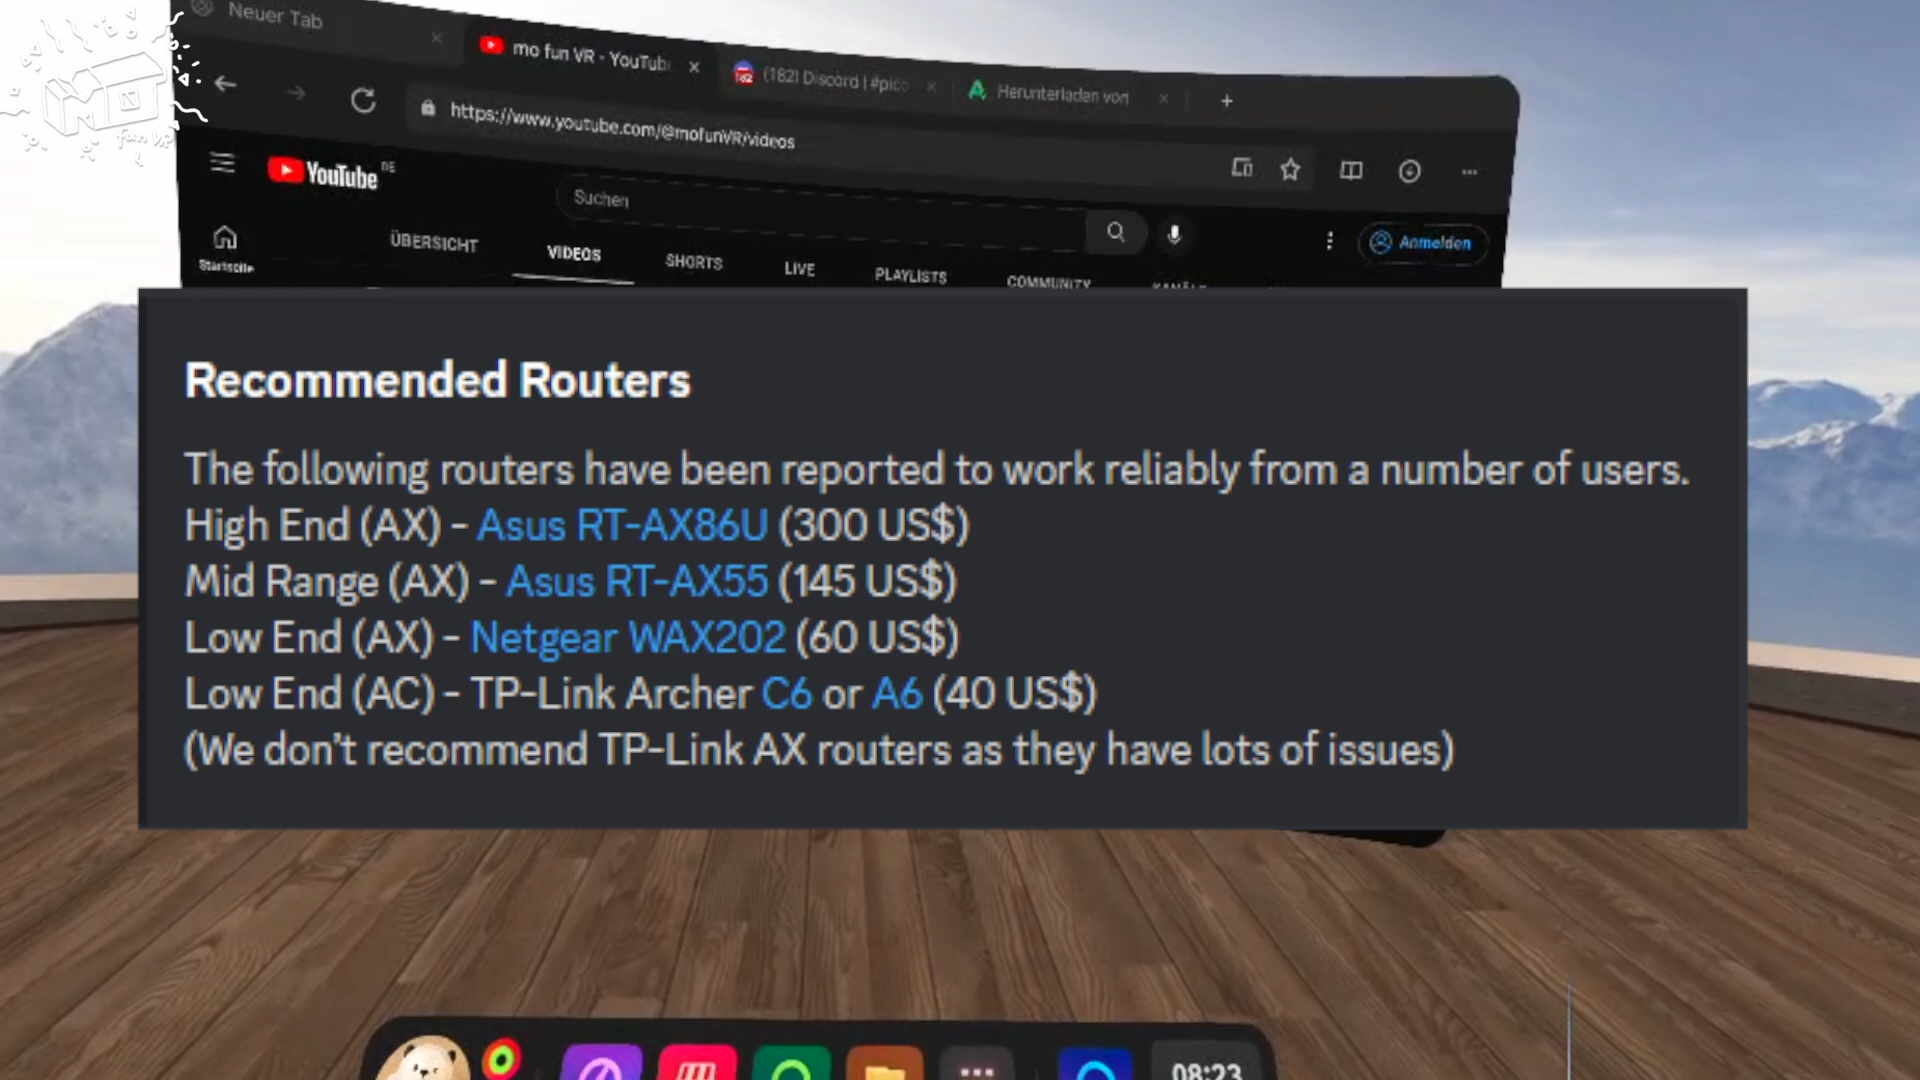 Neuer Tab
mo fun VR - YouTub
(182) Discord | #pico
Herunterladen von
https://www.youtube.com/@mofunVR/videos
YouTube DE
Suchen
Anmelden
Startseite
ÜBERSICHT
VIDEOS
SHORTS
LIVE
PLAYLISTS
COMMUNITY
KANÄLE
Recommended Routers
The following routers have been reported to work reliably from a number of users.
High End (AX) - Asus RT-AX86U (300 US$)
Mid Range (AX) - Asus RT-AX55 (145 US$)
Low End (AX) - Netgear WAX202 (60 US$)
Low End (AC) - TP-Link Archer C6 or A6 (40 US$)
(We don't recommend TP-Link AX routers as they have lots of issues)
08:23
MO
fun VR